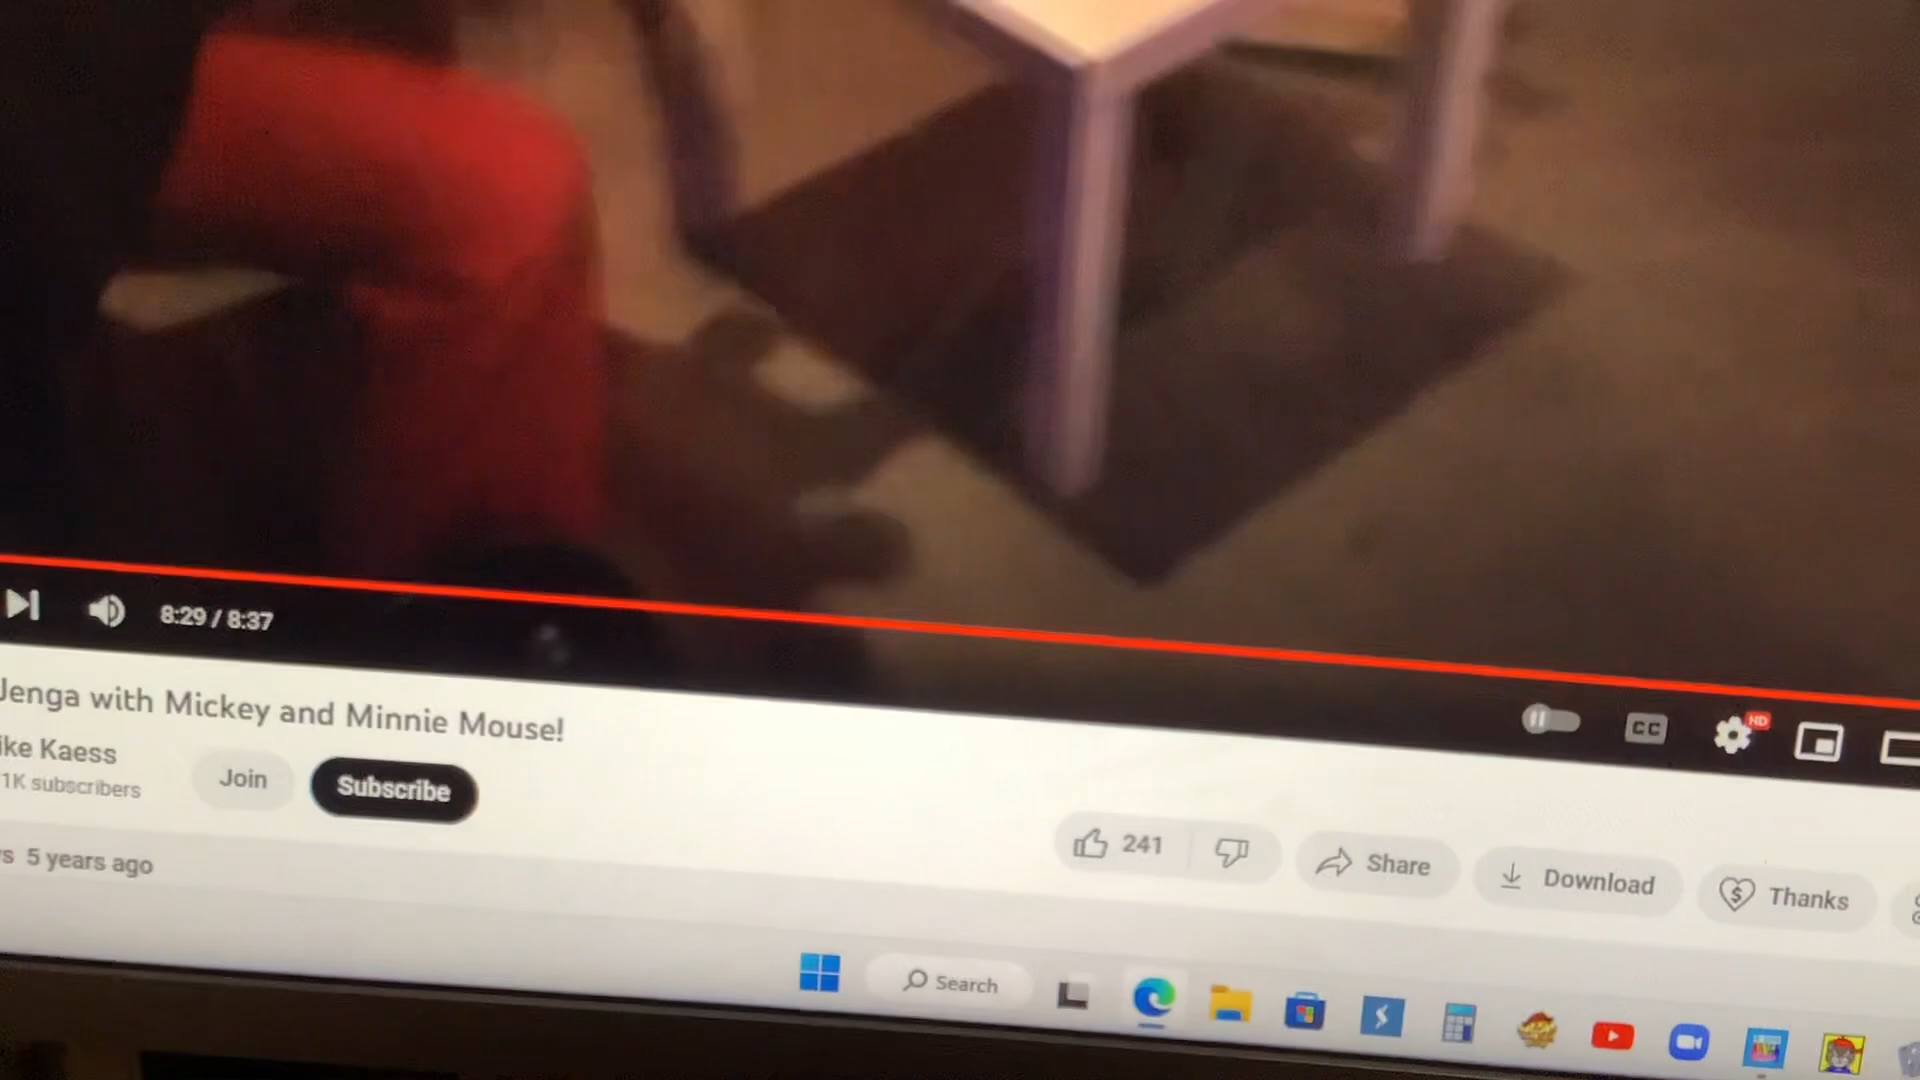 8:29 / 8:37
CC
HD
Jenga with Mickey and Minnie Mouse!
ike Kaess
1K subscribers
Join
Subscribe
241
Share
Download
Thanks
s 5 years ago
Search